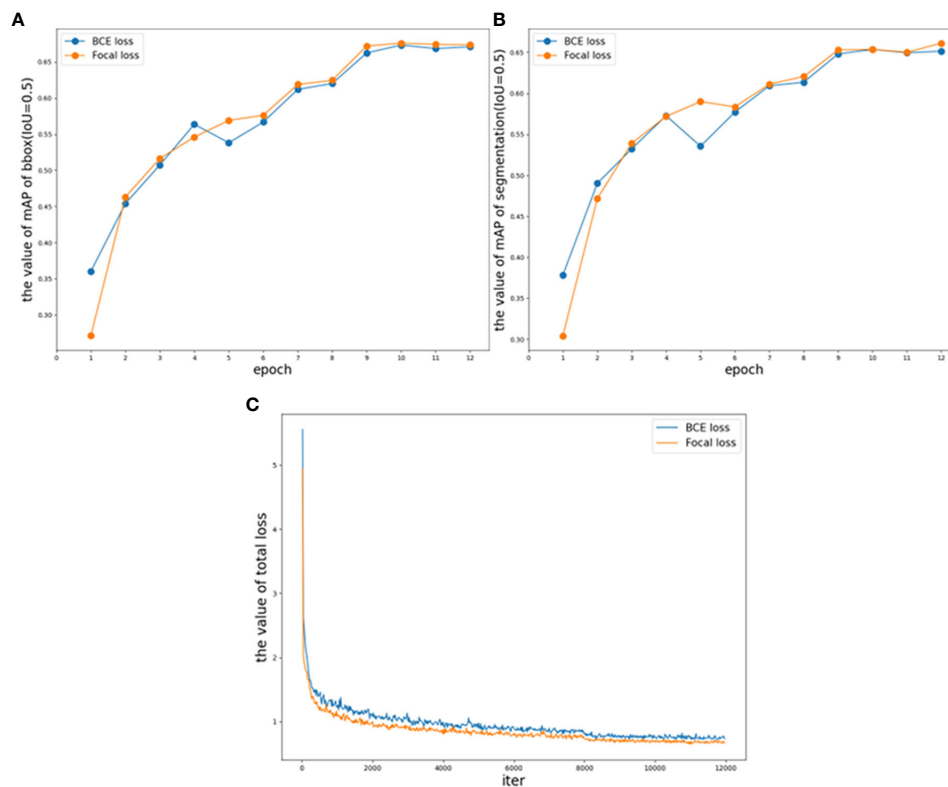 A
BCE loss
Focal loss
the value of mAP of bbox(IoU=0.5)
0.65
0.60
0.55
0.50
0.45
0.40
0.35
0.30
0 1 2 3 4 5 6 7 8 9 10 11 12
epoch
B
BCE loss
Focal loss
the value of mAP of segmentation(IoU=0.5)
0.65
0.60
0.55
0.50
0.45
0.40
0.35
0.30
0 1 2 3 4 5 6 7 8 9 10 11 12
epoch
C
BCE loss
Focal loss
the value of total loss
5
4
3
2
1
0 2000 4000 6000 8000 10000 12000
iter